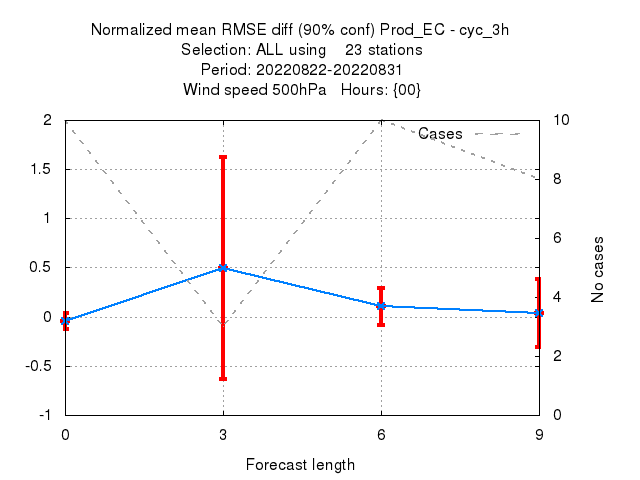 Normalized mean RMSE diff (90% conf) Prod_EC - cyc_3h
Selection: ALL using 23 stations
Period: 20220822-20220831
Wind speed 500hPa Hours: {00}
Cases
2
1.5
1
0.5
0
-0.5
-1
10
8
6
4
2
0
No cases
0 3 6 9
Forecast length